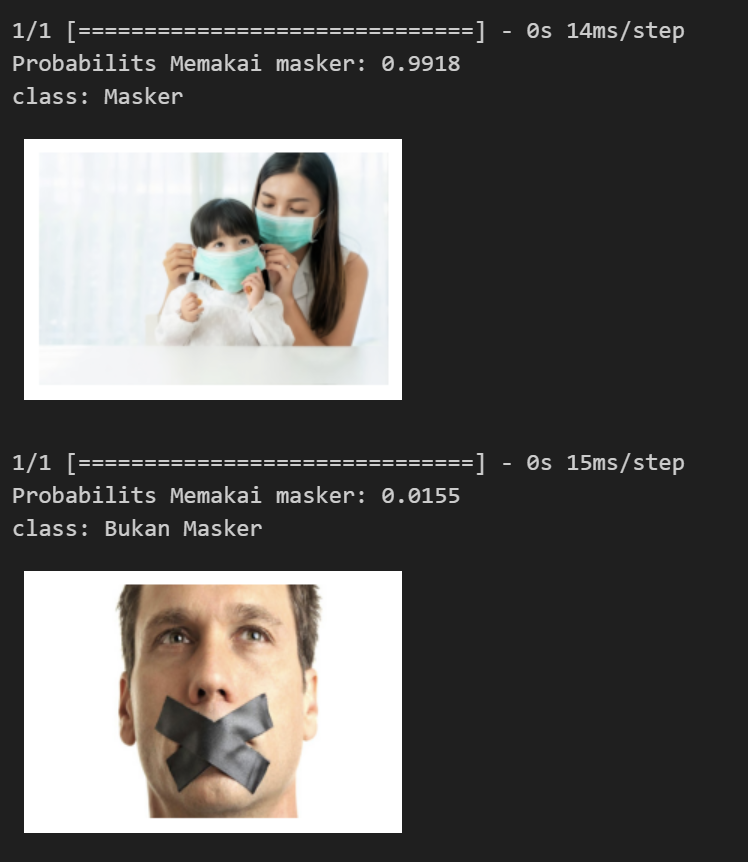 1/1 [==============================] - 0s 14ms/step
Probabilits Memakai masker: 0.9918
class: Masker
1/1 [==============================] - 0s 15ms/step
Probabilits Memakai masker: 0.0155
class: Bukan Masker